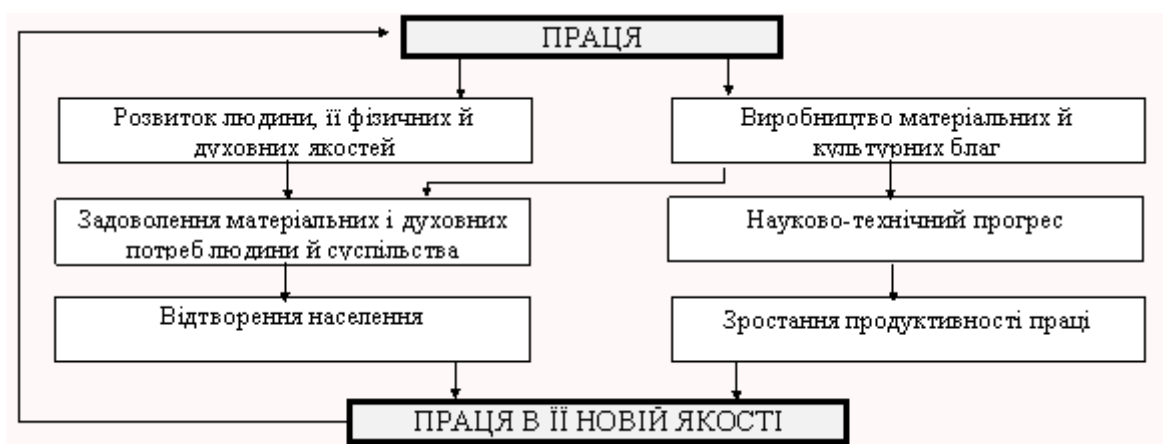 ПРАЦЯ
Розвиток людини, її фізичних й
духовних якостей
Виробництво матеріальних й
культурних благ
Задоволення матеріальних і духовних
потреб людини й суспільства
Науково-технічний прогрес
Відтворення населення
Зростання продуктивності праці
ПРАЦЯ В ЇЇ НОВІЙ ЯКОСТІ